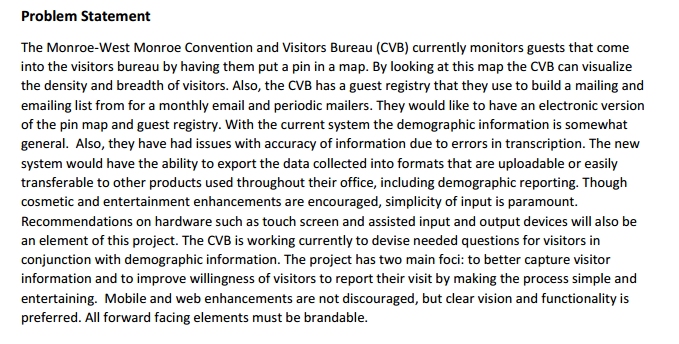 Problem Statement
The Monroe-West Monroe Convention and Visitors Bureau (CVB) currently monitors guests that come
into the visitors bureau by having them put a pin in a map. By looking at this map the CVB can visualize
the density and breadth of visitors. Also, the CVB has a guest registry that they use to build a mailing and
emailing list from for a monthly email and periodic mailers. They would like to have an electronic version
of the pin map and guest registry. With the current system the demographic information is somewhat
general.  Also, they have had issues with accuracy of information due to errors in transcription. The new
system would have the ability to export the data collected into formats that are uploadable or easily
transferable to other products used throughout their office, including demographic reporting. Though
cosmetic and entertainment enhancements are encouraged, simplicity of input is paramount.
Recommendations on hardware such as touch screen and assisted input and output devices will also be
an element of this project. The CVB is working currently to devise needed questions for visitors in
conjunction with demographic information. The project has two main foci: to better capture visitor
information and to improve willingness of visitors to report their visit by making the process simple and
entertaining.  Mobile and web enhancements are not discouraged, but clear vision and functionality is
preferred. All forward facing elements must be brandable.